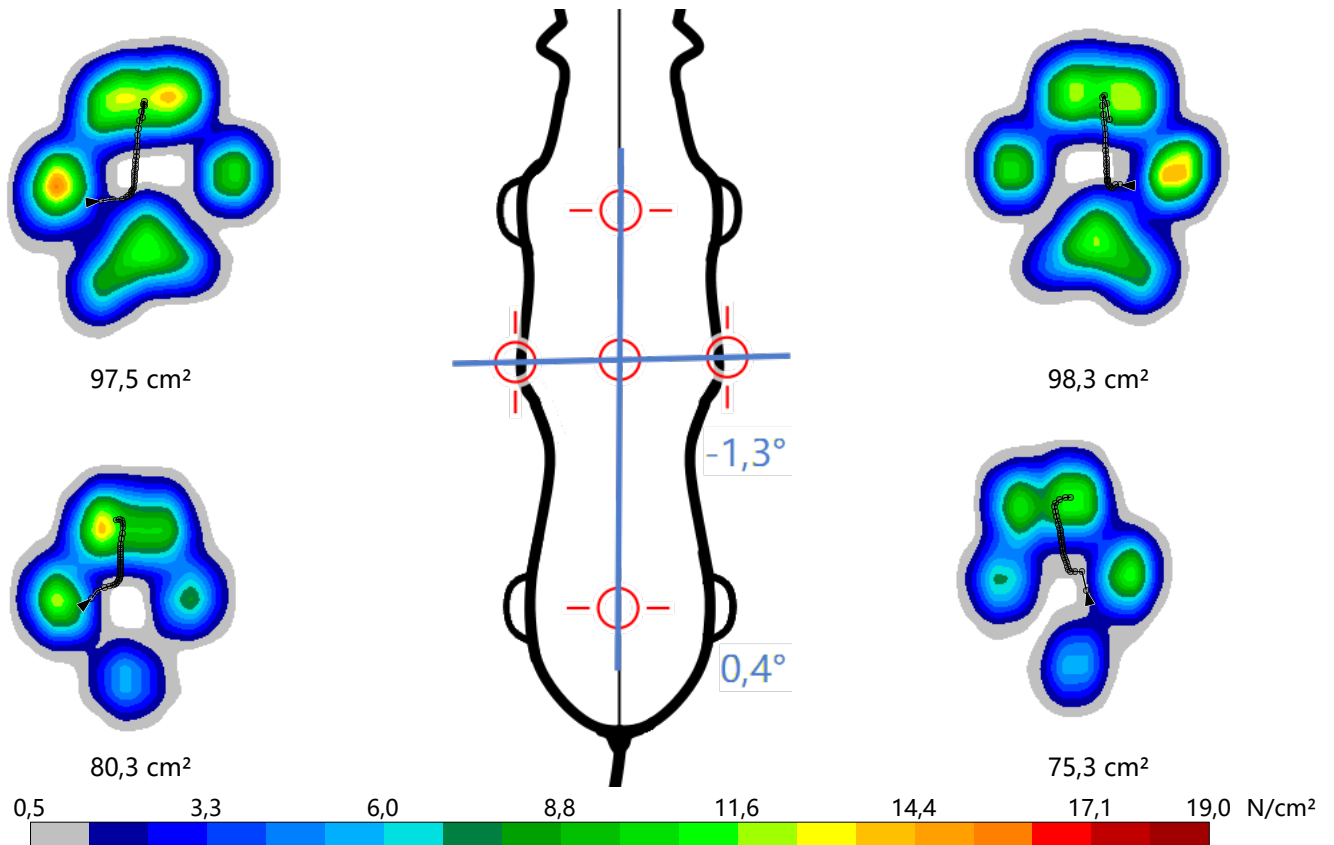 97,5 cm²
98,3 cm²
-1,3°
0,4°
80,3 cm²
75,3 cm²
0,5 3,3 6,0 8,8 11,6 14,4 17,1 19,0 N/cm²